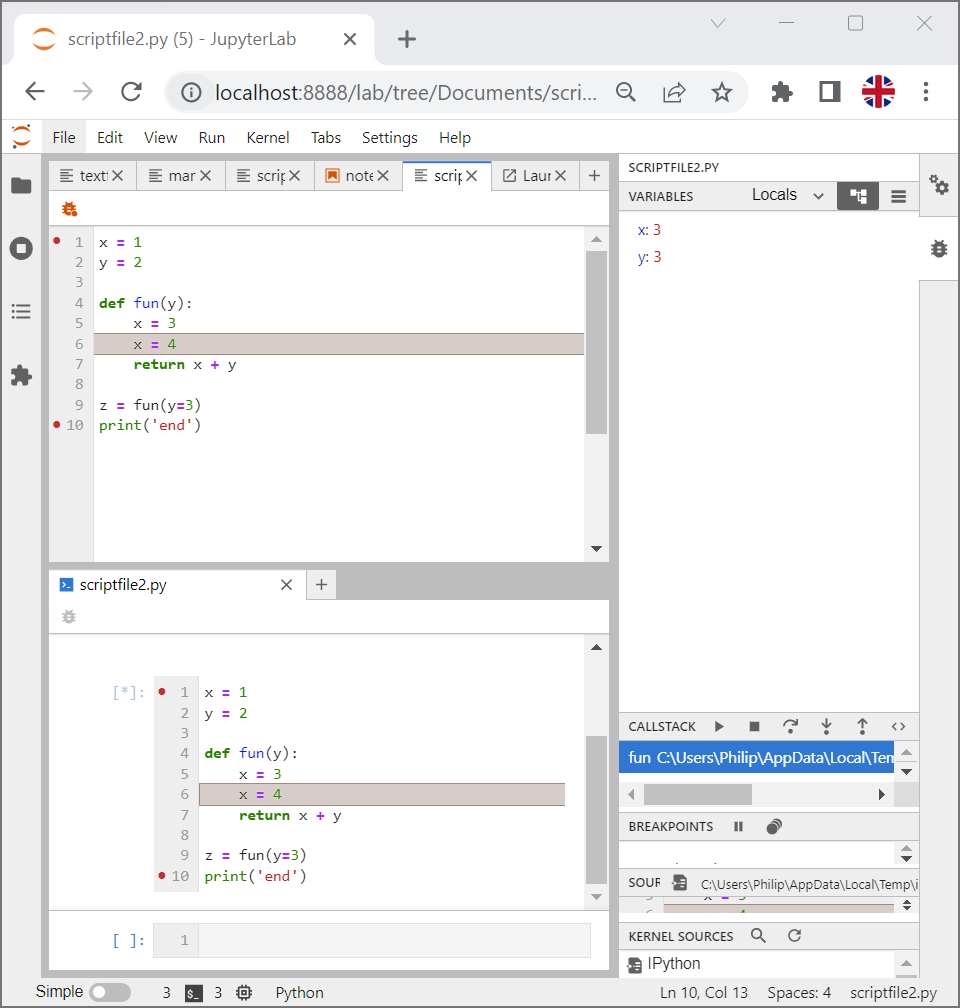 scriptfile2.py (5) - JupyterLab
localhost:8888/lab/tree/Documents/scri...
File Edit View Run Kernel Tabs Settings Help
textf mar scrip note scrip Laun
1 x = 1
2 y = 2
3
4 def fun(y):
5 x = 3
6 x = 4
7 return x + y
8
9 z = fun(y=3)
10 print('end')
scriptfile2.py
[*]: 1 x = 1
2 y = 2
3
4 def fun(y):
5 x = 3
6 x = 4
7 return x + y
8
9 z = fun(y=3)
10 print('end')
[ ]: 1
SCRIPTFILE2.PY
VARIABLES Locals
x: 3
y: 3
CALLSTACK
fun C:\Users\Philip\AppData\Local\Tem
BREAKPOINTS
SOUR C:\Users\Philip\AppData\Local\Temp\i
KERNEL SOURCES
IPython
Simple 3 $_ 3 Python Ln 10, Col 13 Spaces: 4 scriptfile2.py